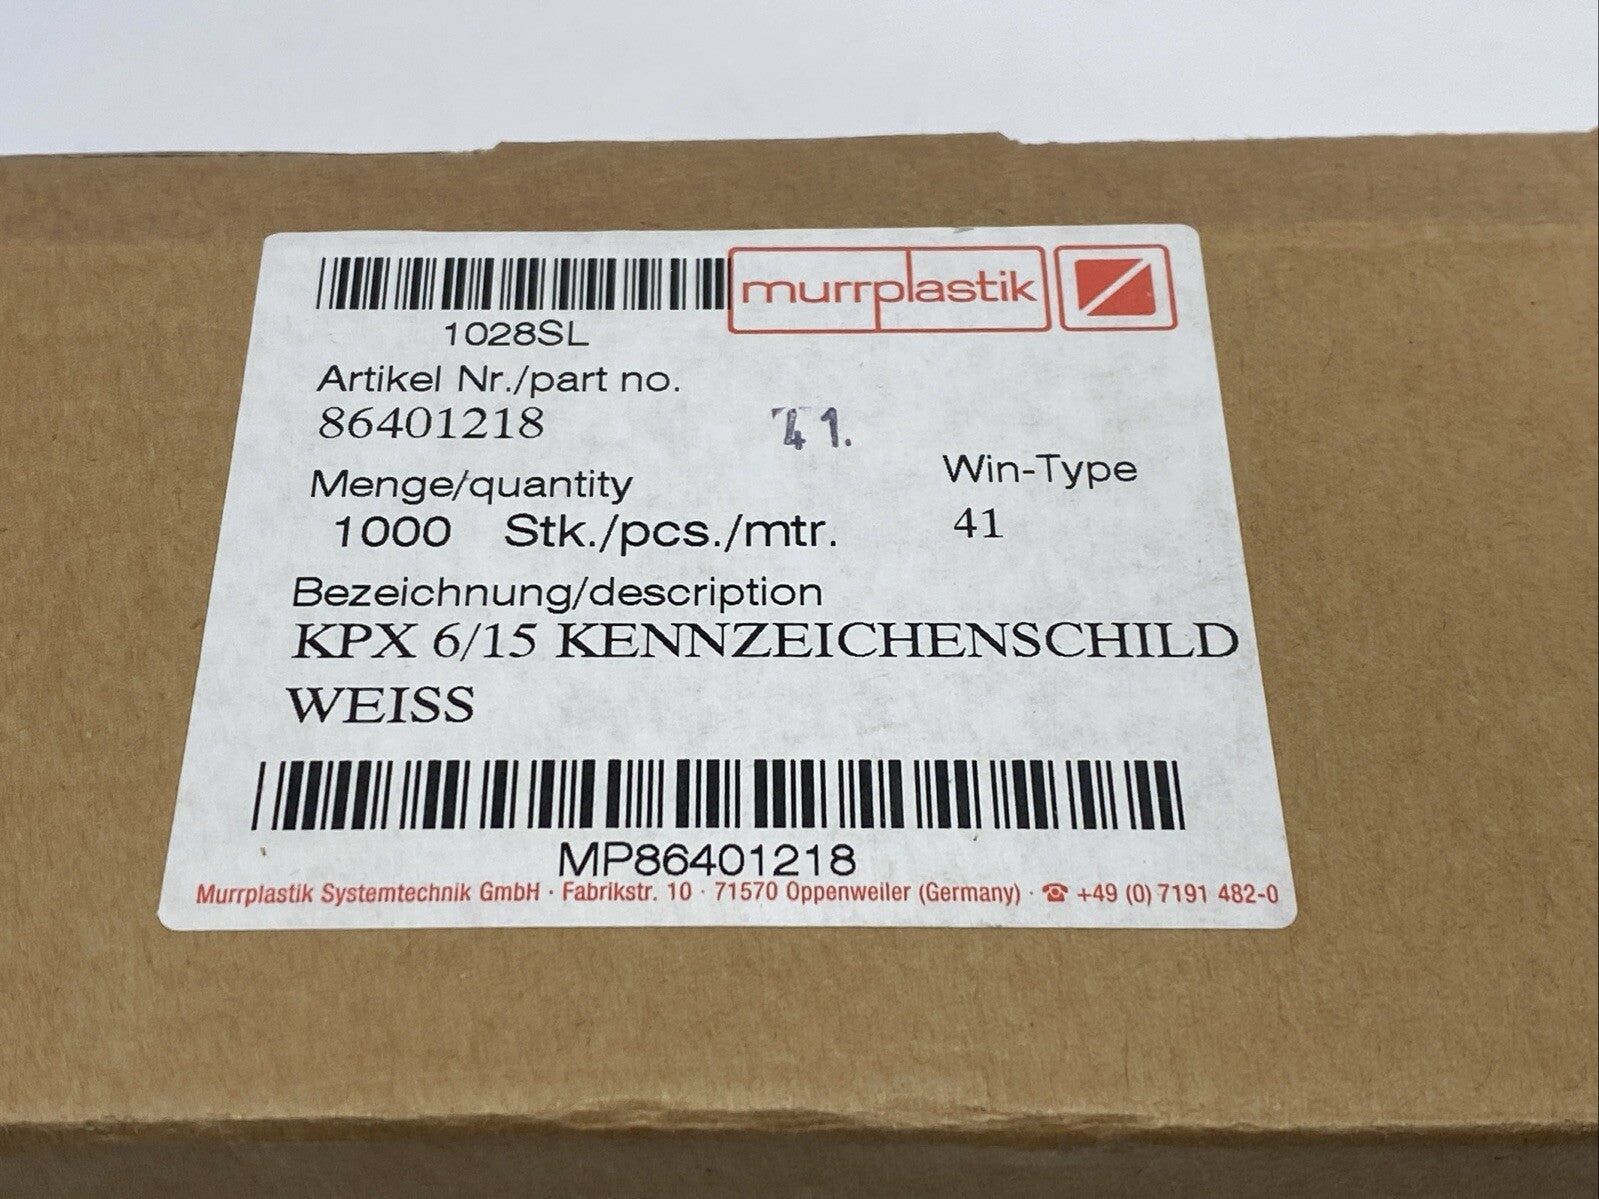 murrplastik
1028SL
Artikel Nr./part no.
86401218
41.
Menge/quantity
Win-Type
1000 Stk./pcs./mtr.
41
Bezeichnung/description
KPX 6/15 KENNZEICHENSCHILD
WEISS
MP86401218
Murrplastik Systemtechnik GmbH · Fabrikstr. 10 · 71570 Oppenweiler (Germany) · ☎ +49 (0) 7191 482-0